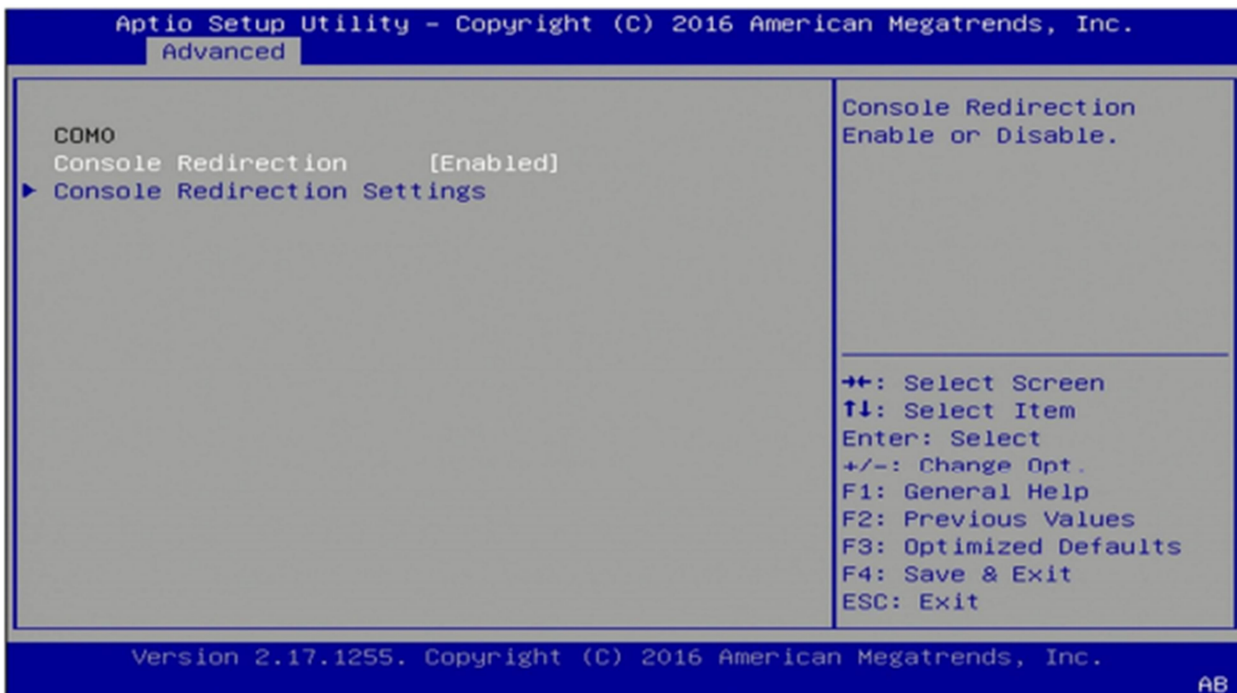 Aptio Setup Utility – Copyright (C) 2016 American Megatrends, Inc.
Advanced
COM0
Console Redirection [Enabled]
► Console Redirection Settings
Console Redirection
Enable or Disable.
→←: Select Screen
↑↓: Select Item
Enter: Select
+/-: Change Opt.
F1: General Help
F2: Previous Values
F3: Optimized Defaults
F4: Save & Exit
ESC: Exit
Version 2.17.1255. Copyright (C) 2016 American Megatrends, Inc.
AB